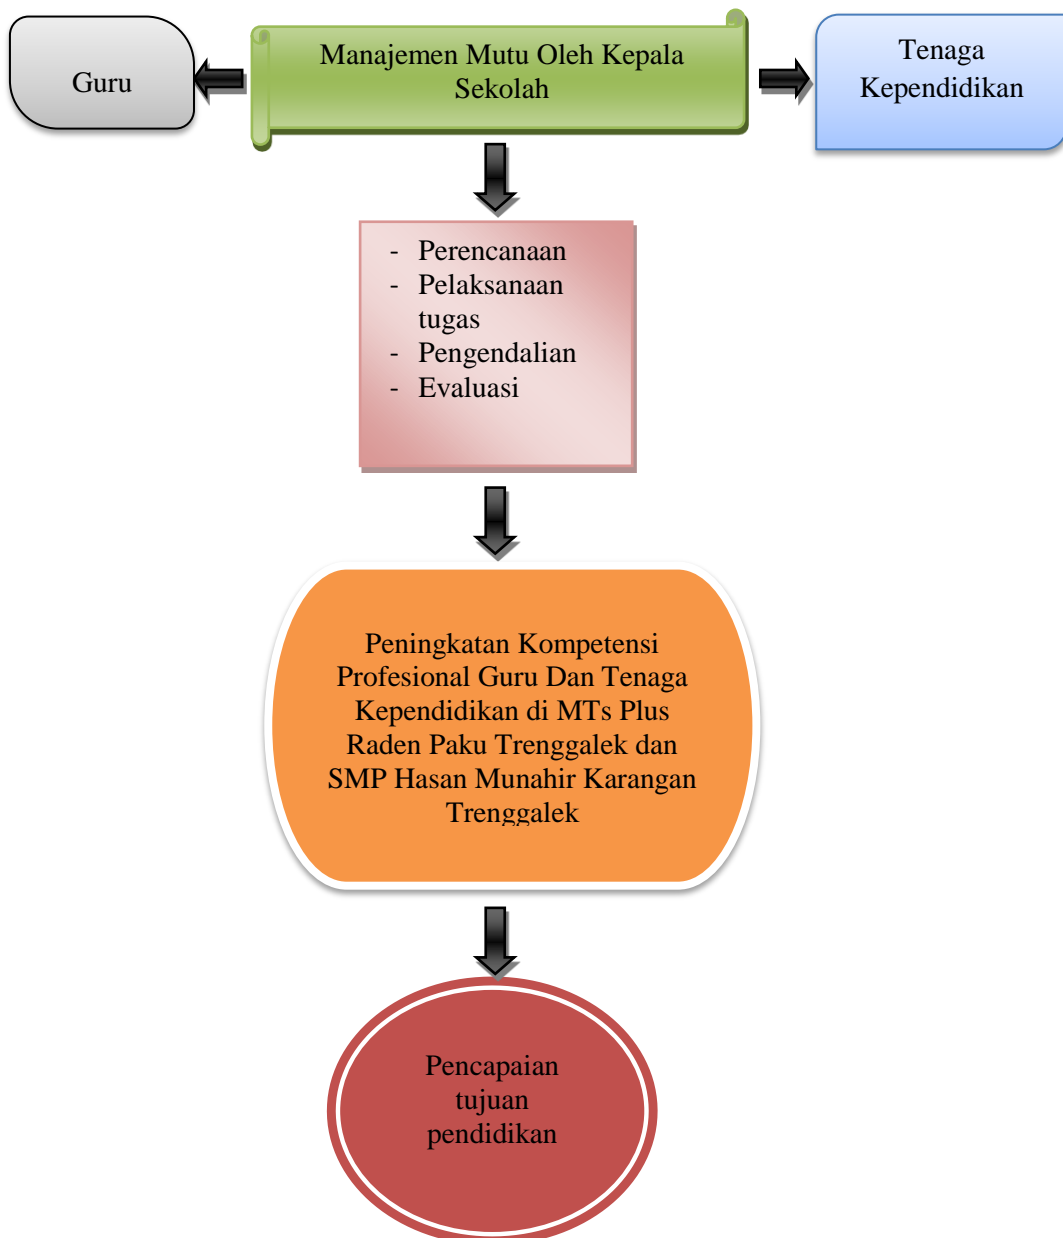 Guru
Manajemen Mutu Oleh Kepala
Sekolah
Tenaga
Kependidikan
- Perencanaan
- Pelaksanaan
tugas
- Pengendalian
- Evaluasi
Peningkatan Kompetensi
Profesional Guru Dan Tenaga
Kependidikan di MTs Plus
Raden Paku Trenggalek dan
SMP Hasan Munahir Karangan
Trenggalek
Pencapaian
tujuan
pendidikan